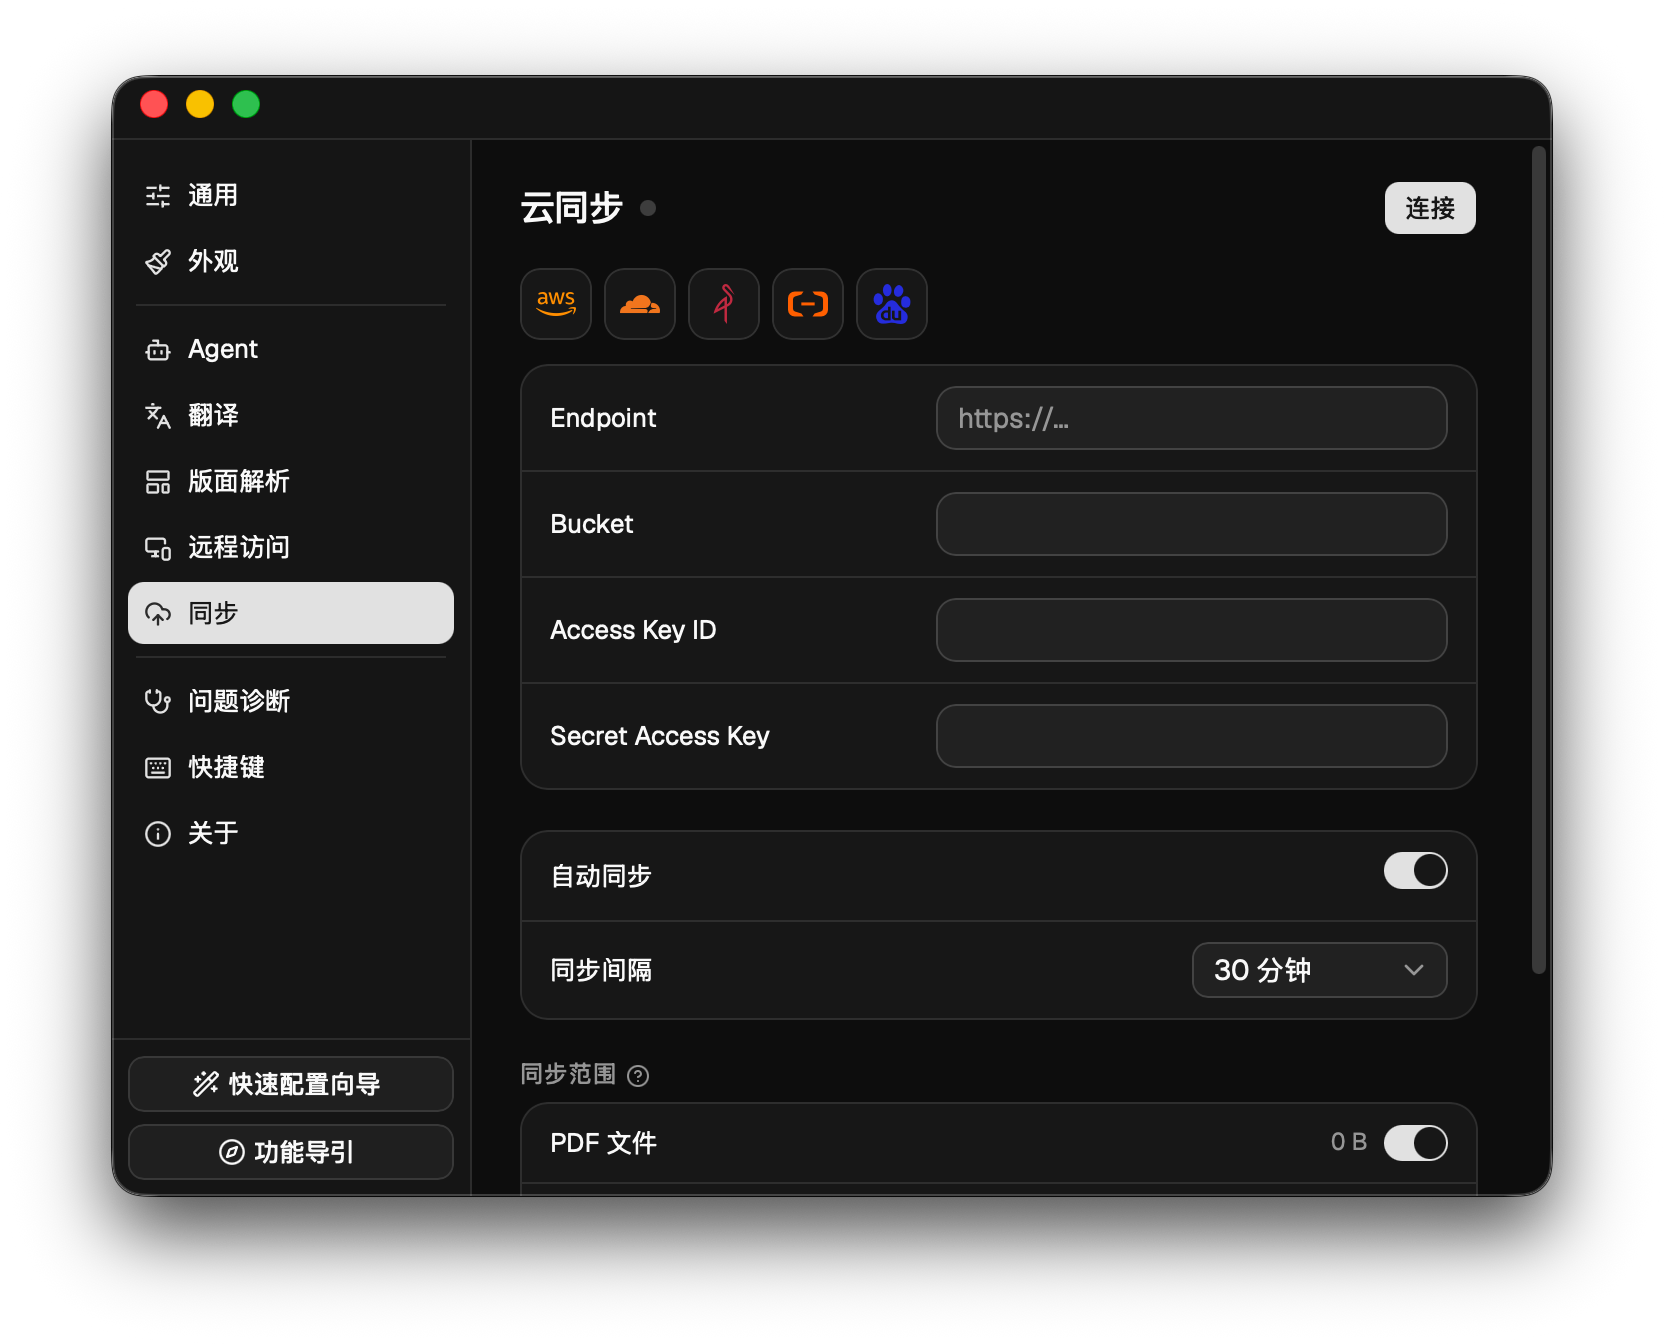 通用
外观
Agent
翻译
版面解析
远程访问
同步
问题诊断
快捷键
关于
快速配置向导
功能导引
云同步
连接
aws
du
Endpoint
https://...
Bucket
Access Key ID
Secret Access Key
自动同步
同步间隔
30 分钟
同步范围
PDF 文件
0 B